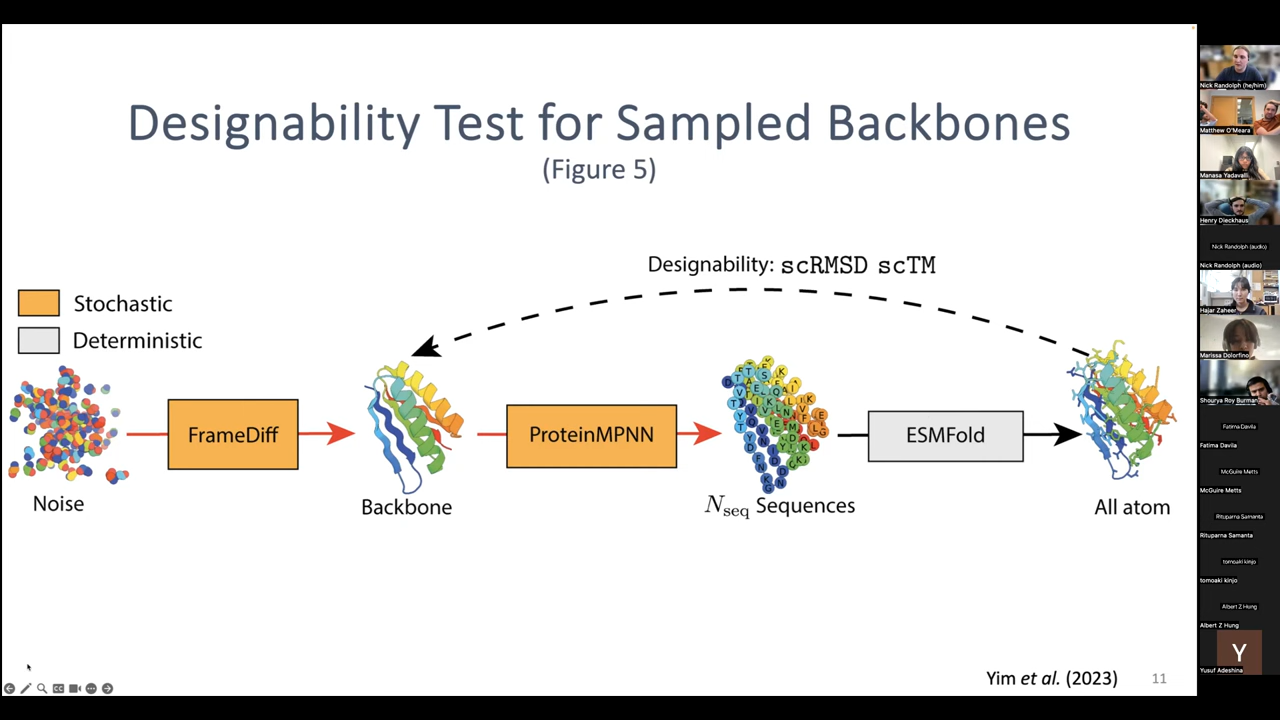 Designability Test for Sampled Backbones
(Figure 5)
Designability: scRMSD scTM
Stochastic
Deterministic
FrameDiff
ProteinMPNN
ESMFold
Noise
Backbone
Nseq Sequences
All atom
Yim et al. (2023)
11
Nick Randolph (he/him)
Matthew O'Meara
Manasa Yadavalli
Henry Dieckhaus
Nick Randolph (audio)
Nick Randolph (audio)
Hajar Zaheer
Marissa Dolorfino
Shourya Roy Burman
Fatima Davila
Fatima Davila
McGuire Metts
McGuire Metts
Rituparna Samanta
Rituparna Samanta
tomoaki kinjo
tomoaki kinjo
Albert Z Hung
Albert Z Hung
Y
Yusuf Adeshina